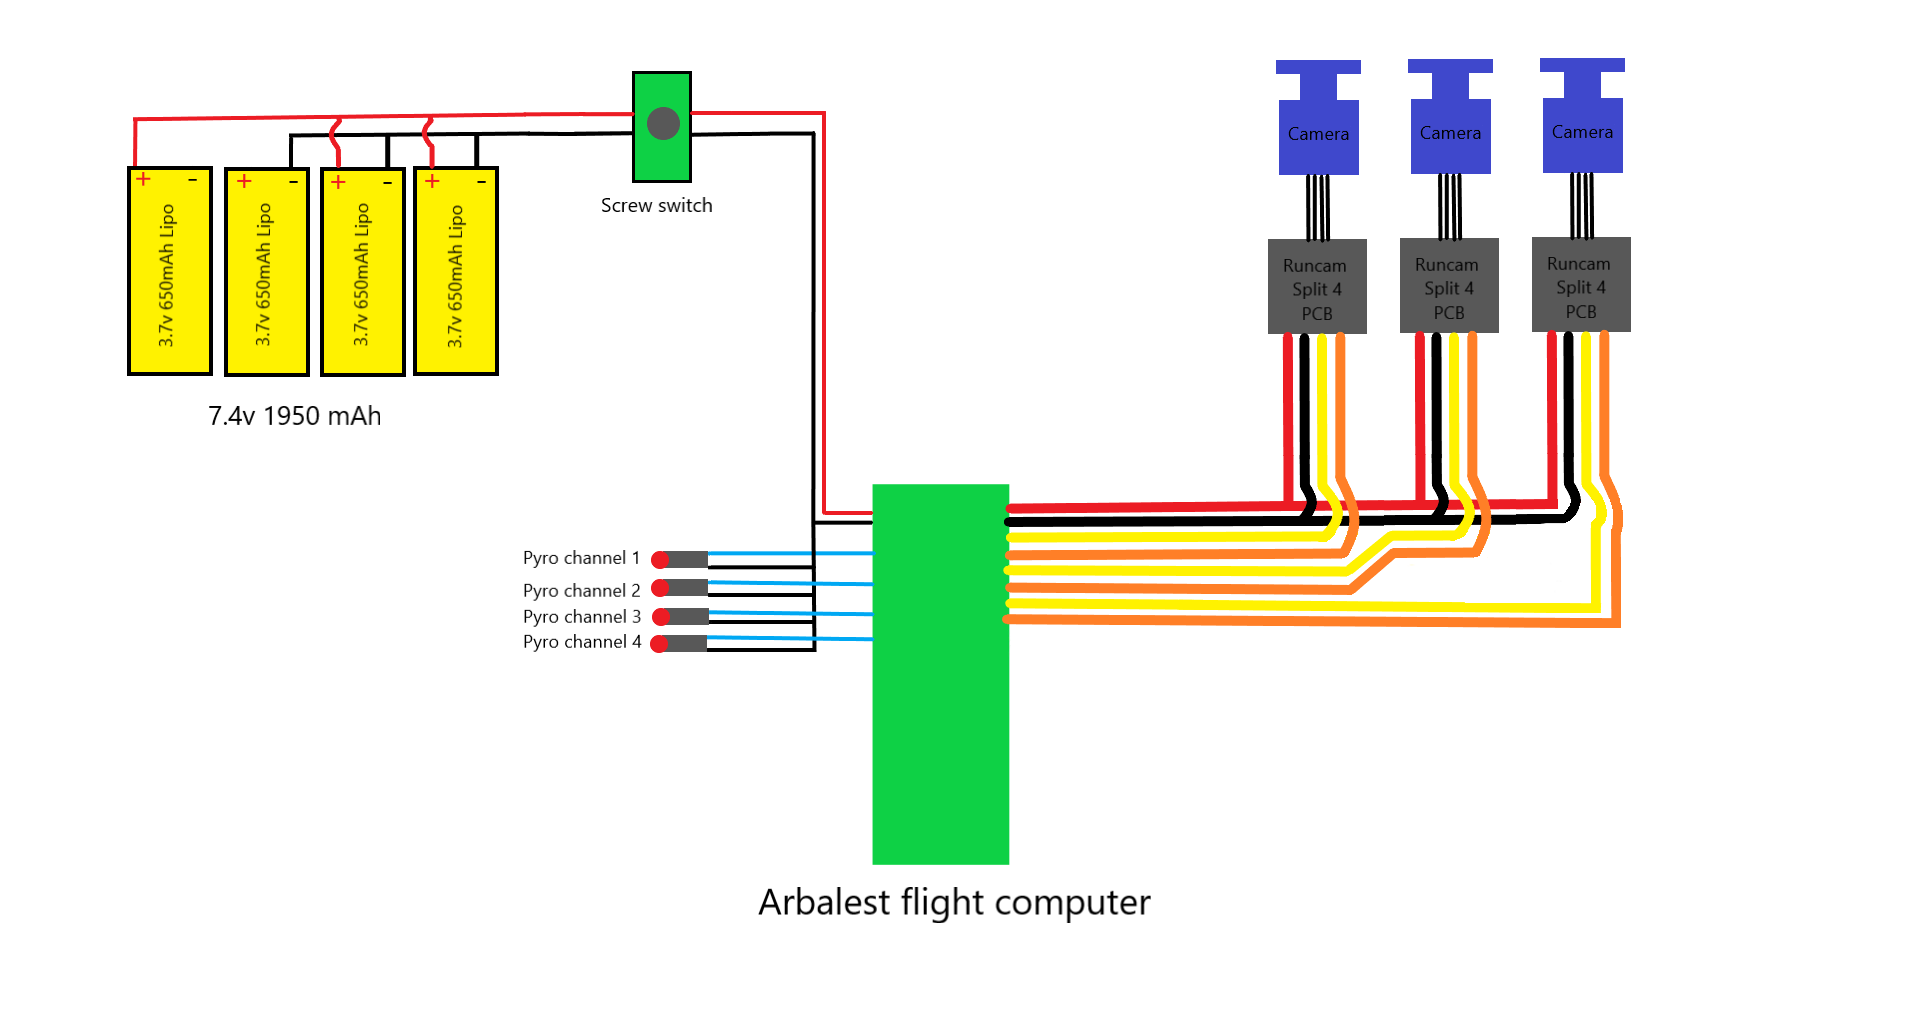 + -
+ -
+ -
+ -
3.7v 650mAh Lipo
3.7v 650mAh Lipo
3.7v 650mAh Lipo
3.7v 650mAh Lipo
7.4v 1950 mAh
Screw switch
Camera
Camera
Camera
Runcam
Split 4
PCB
Runcam
Split 4
PCB
Runcam
Split 4
PCB
Pyro channel 1
Pyro channel 2
Pyro channel 3
Pyro channel 4
Arbalest flight computer